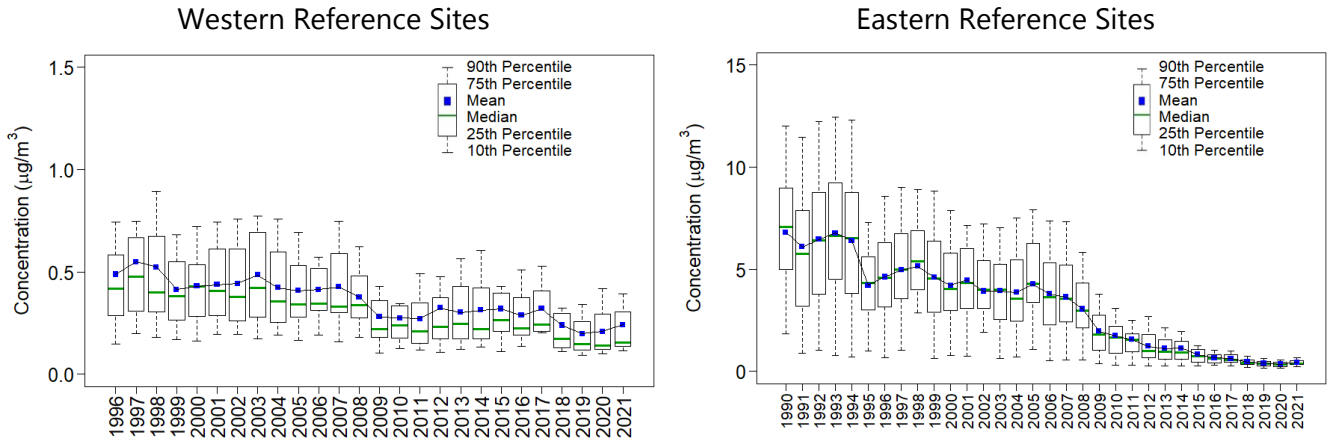 Western Reference Sites
1.5
1.0
0.5
0.0
Concentration (µg/m³)
90th Percentile
75th Percentile
Mean
Median
25th Percentile
10th Percentile
1996 1997 1998 1999 2000 2001 2002 2003 2004 2005 2006 2007 2008 2009 2010 2011 2012 2013 2014 2015 2016 2017 2018 2019 2020 2021
Eastern Reference Sites
15
10
5
0
Concentration (µg/m³)
90th Percentile
75th Percentile
Mean
Median
25th Percentile
10th Percentile
1990 1991 1992 1993 1994 1995 1996 1997 1998 1999 2000 2001 2002 2003 2004 2005 2006 2007 2008 2009 2010 2011 2012 2013 2014 2015 2016 2017 2018 2019 2020 2021